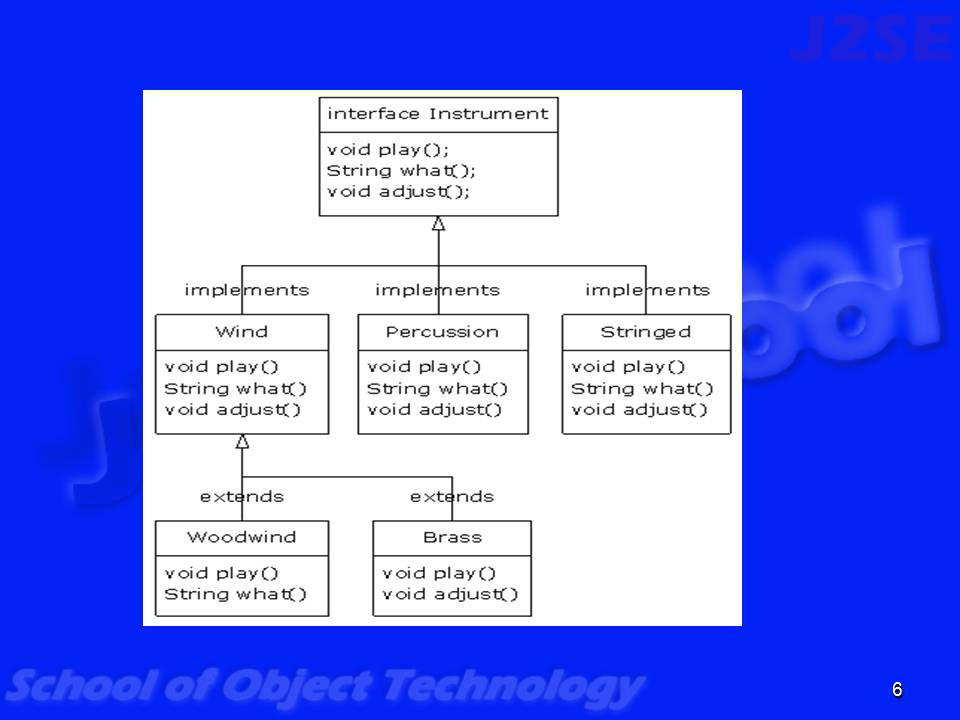 J2SE
interface Instrument
void play();
String what();
void adjust();
implements implements implements
Wind
void play()
String what()
void adjust()
Percussion
void play()
String what()
void adjust()
Stringed
void play()
String what()
void adjust()
extends extends
Woodwind
void play()
String what()
Brass
void play()
void adjust()
School of Object Technology
6